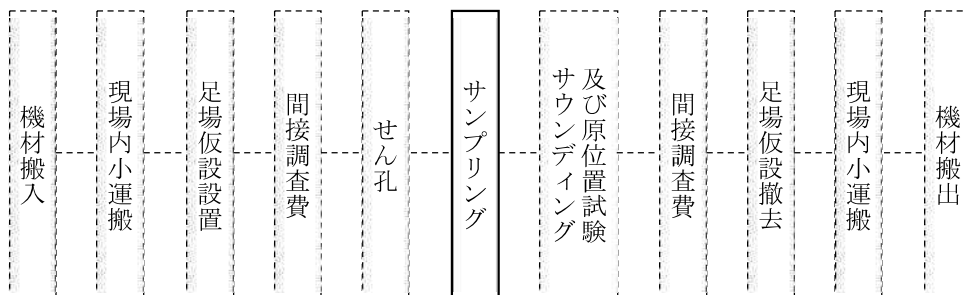 機材搬入
現場内小運搬
足場仮設設置
間接調査費
せん孔
サンプリング
サウンディング
及び原位置試験
間接調査費
足場仮設撤去
現場内小運搬
機材搬出